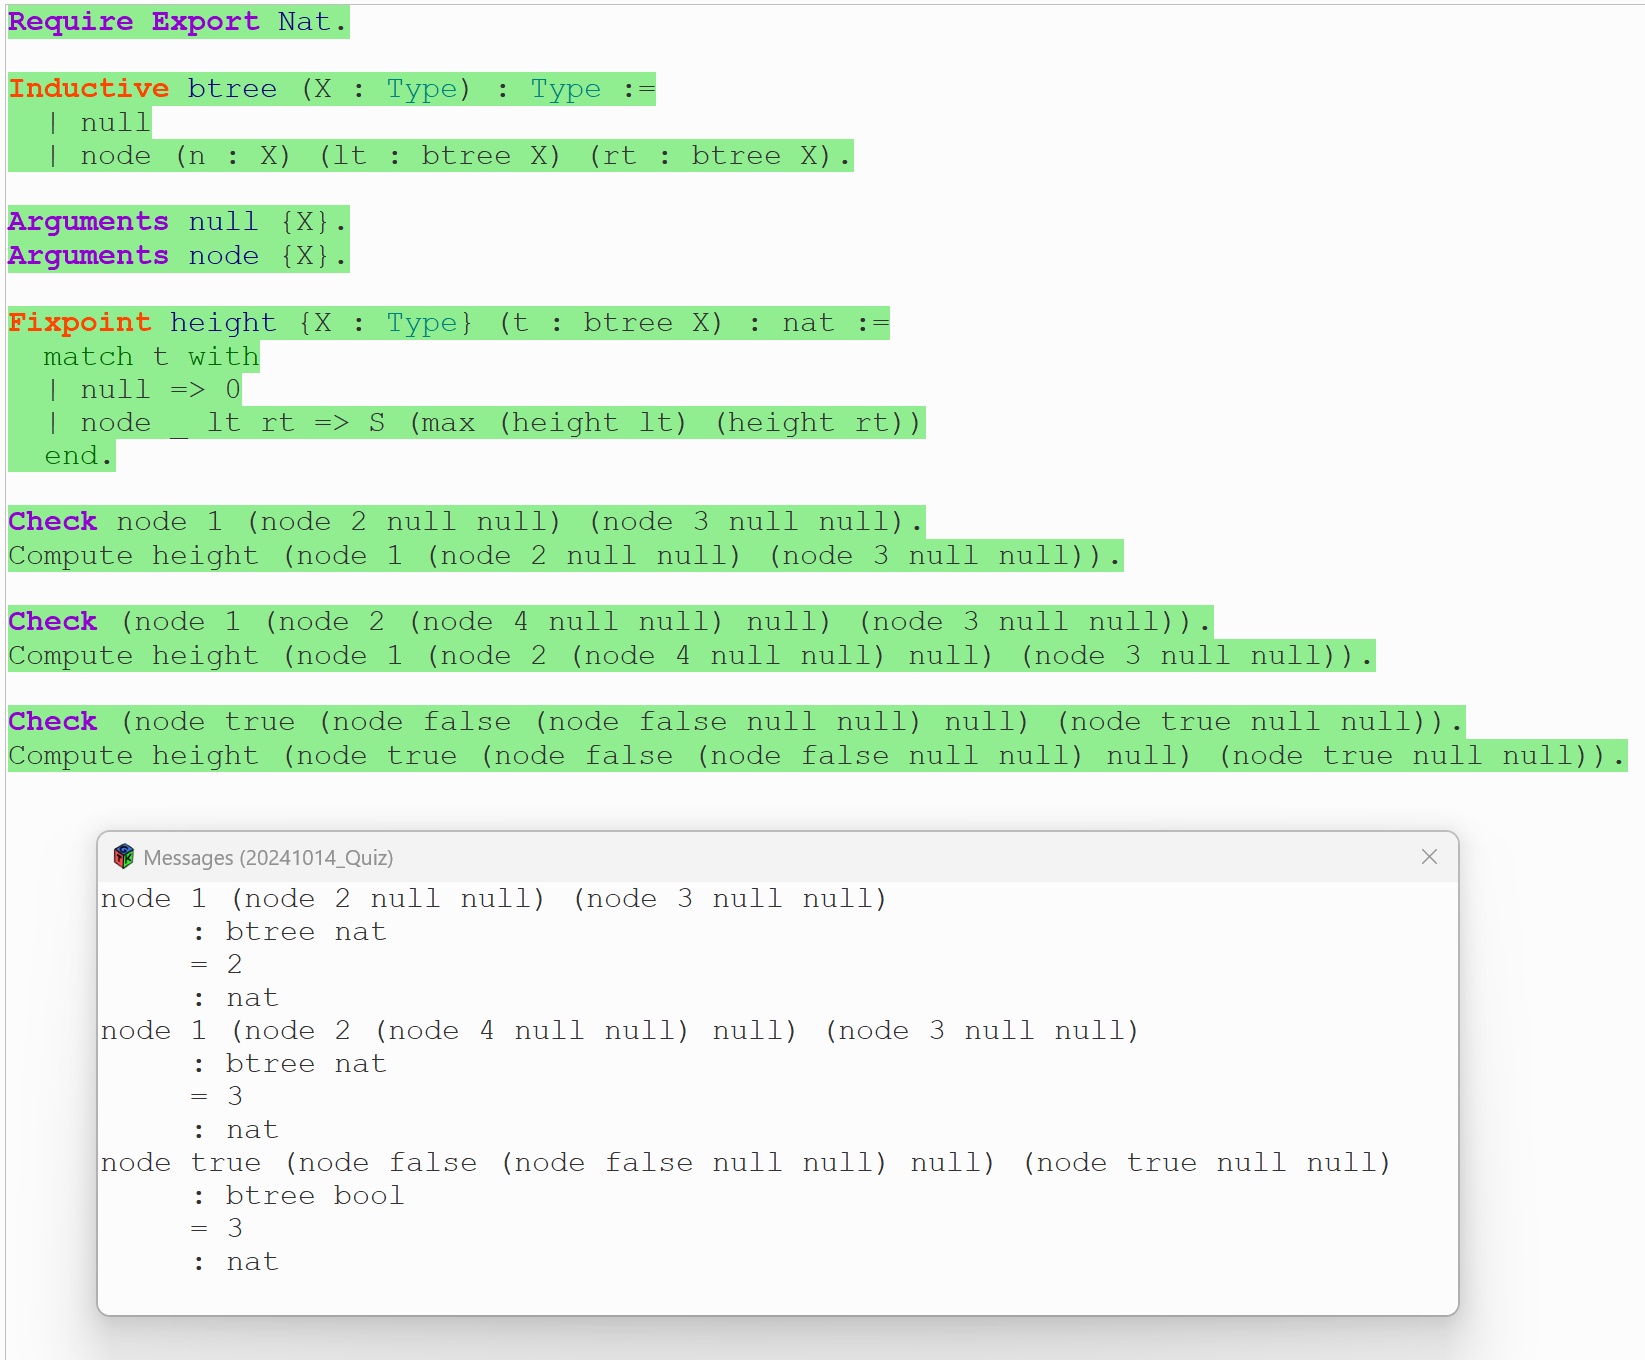 Require Export Nat.
Inductive btree (X : Type) : Type :=
  | null
  | node (n : X) (lt : btree X) (rt : btree X).
Arguments null {X}.
Arguments node {X}.
Fixpoint height {X : Type} (t : btree X) : nat :=
  match t with
  | null => 0
  | node _ lt rt => S (max (height lt) (height rt))
  end.
Check node 1 (node 2 null null) (node 3 null null).
Compute height (node 1 (node 2 null null) (node 3 null null)).
Check (node 1 (node 2 (node 4 null null) null) (node 3 null null)).
Compute height (node 1 (node 2 (node 4 null null) null) (node 3 null null)).
Check (node true (node false (node false null null) null) (node true null null)).
Compute height (node true (node false (node false null null) null) (node true null null)).
Messages (20241014_Quiz)
node 1 (node 2 null null) (node 3 null null)
     : btree nat
     = 2
     : nat
node 1 (node 2 (node 4 null null) null) (node 3 null null)
     : btree nat
     = 3
     : nat
node true (node false (node false null null) null) (node true null null)
     : btree bool
     = 3
     : nat